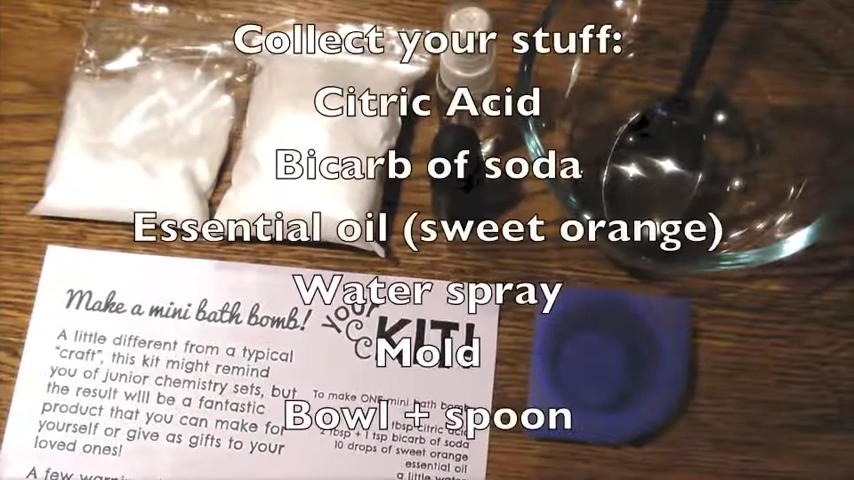 Collect your stuff:
Citric Acid
Bicarb of soda
Essential oil (sweet orange)
Water spray
Mold
Bowl + spoon
Make a mini bath bomb!
A little different from a typical
"craft", this kit might remind
you of junior chemistry sets, but
the result will be a fantastic
product that you can make for
yourself or give as gifts to your
loved ones!
A few
your
KIT!
To make ONE mini bath bomb
tbsp citric acid
2 tbsp + 1 tsp bicarb of soda
10 drops of sweet orange
essential oil
a little water